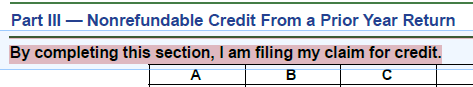 Part III — Nonrefundable Credit From a Prior Year Return
By completing this section, I am filing my claim for credit.
A B C